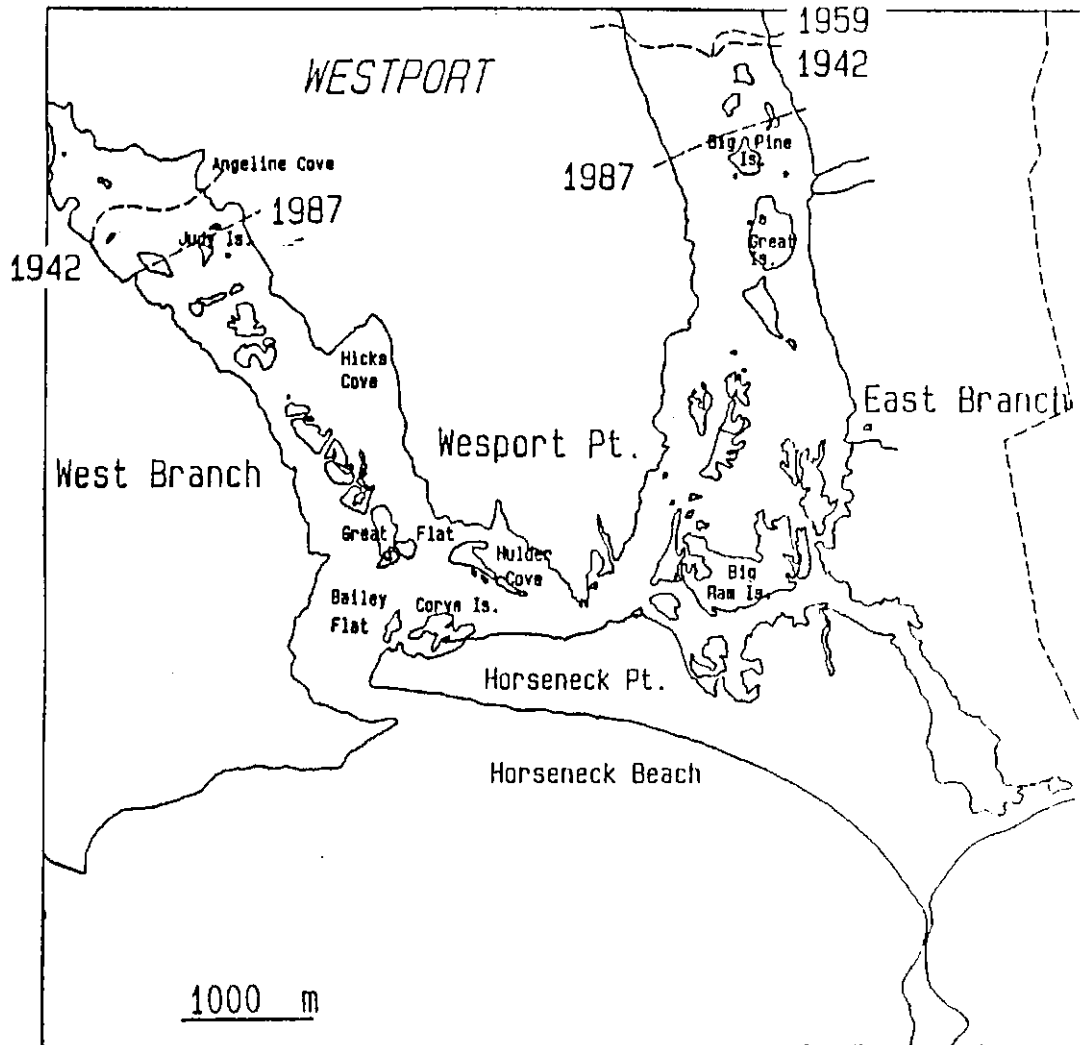 1959
WESTPORT
1942
Big Pine
Is.
Angeline Cove
1987
1987
Judy Is.
Great
Is.
1942
Hicks
Cove
East Branch
Wesport Pt.
West Branch
Great Flat
Hulder
Cove
Big
Ram Is.
Bailey
Flat
Corys Is.
Horseneck Pt.
Horseneck Beach
1000 m